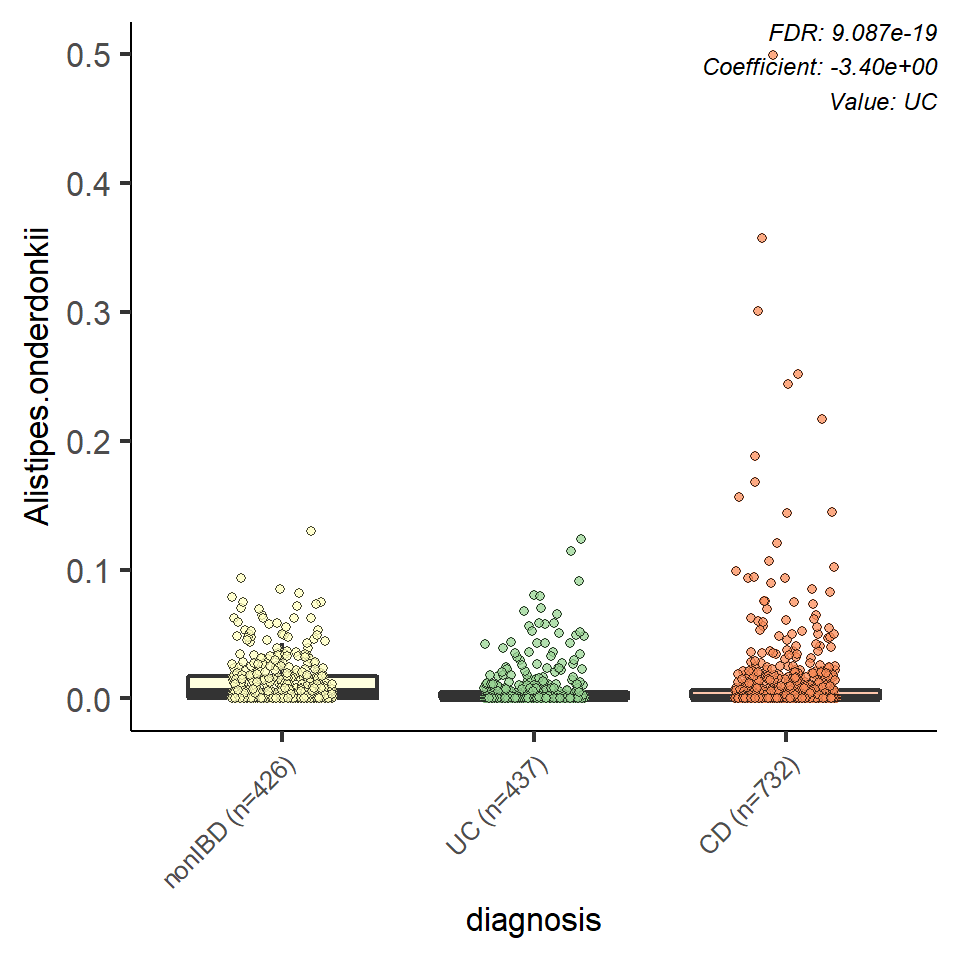 FDR: 9.087e-19
Coefficient: -3.40e+00
Value: UC
0.5
0.4
0.3
0.2
0.1
0.0
Alistipes.onderdonkii
nonIBD (n=426)
UC (n=437)
CD (n=732)
diagnosis